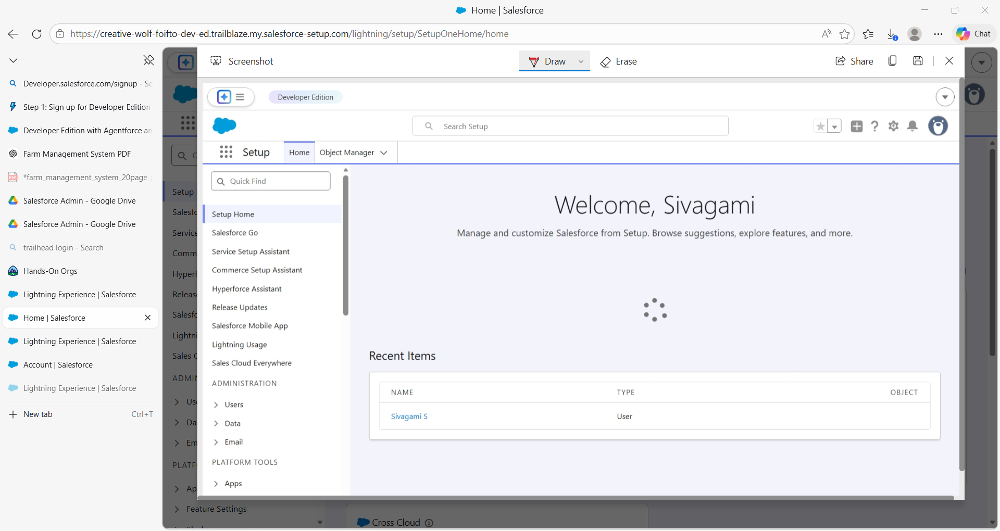 Home | Salesforce
https://creative-wolf-foifto-dev-ed.trailblaze.my.salesforce-setup.com/lightning/setup/SetupOneHome/home
Chat
Developer.salesforce.com/signup - Se
Step 1: Sign up for Developer Edition
Developer Edition with Agentforce an
Farm Management System PDF
*farm_management_system_20page_
Salesforce Admin - Google Drive
Salesforce Admin - Google Drive
trailhead login - Search
Hands-On Orgs
Lightning Experience | Salesforce
Home | Salesforce
Lightning Experience | Salesforce
Account | Salesforce
Lightning Experience | Salesforce
New tab
Ctrl+T
Screenshot
Draw
Erase
Share
Developer Edition
Search Setup
Setup
Home
Object Manager
Quick Find
Setup Home
Salesforce Go
Service Setup Assistant
Commerce Setup Assistant
Hyperforce Assistant
Release Updates
Salesforce Mobile App
Lightning Usage
Sales Cloud Everywhere
ADMINISTRATION
Users
Data
Email
PLATFORM TOOLS
Apps
Welcome, Sivagami
Manage and customize Salesforce from Setup. Browse suggestions, explore features, and more.
Recent Items
NAME TYPE OBJECT
Sivagami S User
Setup
Salesfo
Service
Comm
Hyperf
Releas
Salesfo
Lightni
Sales C
ADMIN
Use
Da
Em
PLATF
Ap
Feature Settings
Cross Cloud